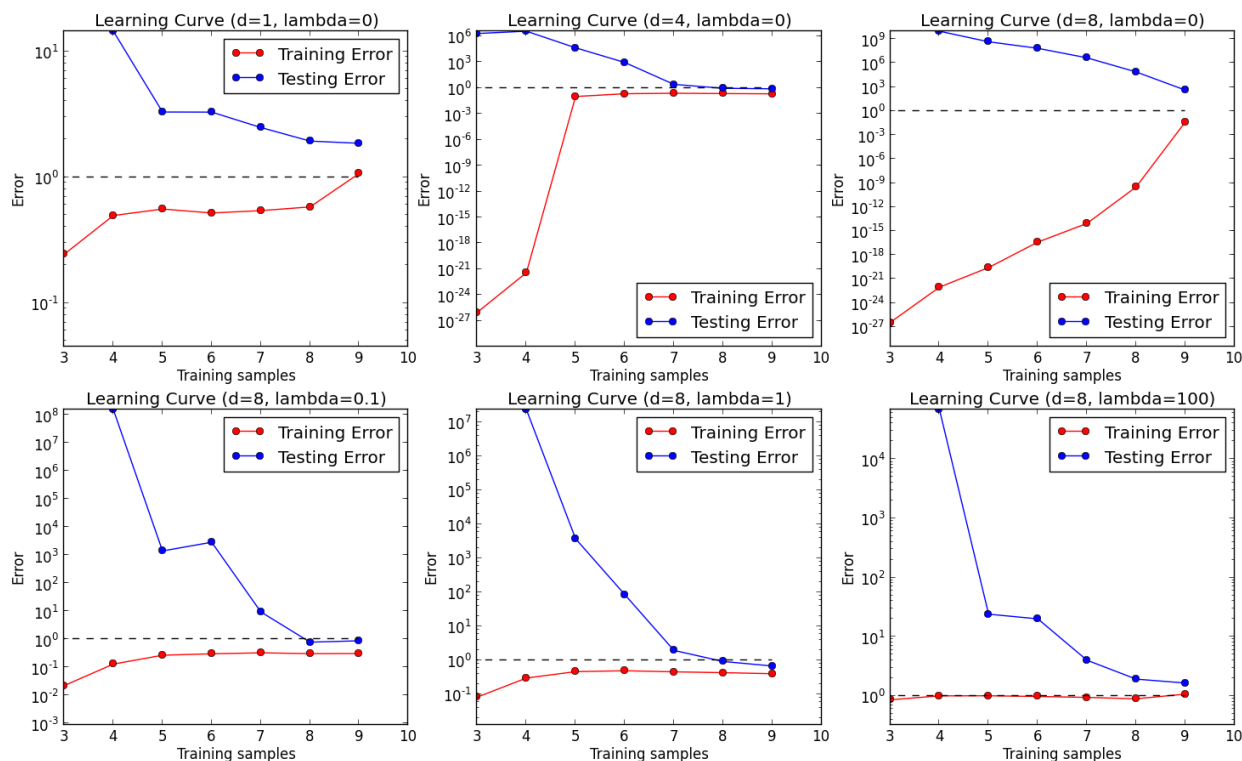 Learning Curve (d=1, lambda=0)
Training Error
Testing Error
10^1
10^0
10^-1
Error
3 4 5 6 7 8 9 10
Training samples
Learning Curve (d=4, lambda=0)
10^6
10^3
10^0
10^-3
10^-6
10^-9
10^-12
10^-15
10^-18
10^-21
10^-24
10^-27
Error
Training Error
Testing Error
3 4 5 6 7 8 9 10
Training samples
Learning Curve (d=8, lambda=0)
10^9
10^6
10^3
10^0
10^-3
10^-6
10^-9
10^-12
10^-15
10^-18
10^-21
10^-24
10^-27
Error
Training Error
Testing Error
3 4 5 6 7 8 9 10
Training samples
Learning Curve (d=8, lambda=0.1)
Training Error
Testing Error
10^8
10^7
10^6
10^5
10^4
10^3
10^2
10^1
10^0
10^-1
10^-2
10^-3
Error
3 4 5 6 7 8 9 10
Training samples
Learning Curve (d=8, lambda=1)
Training Error
Testing Error
10^7
10^6
10^5
10^4
10^3
10^2
10^1
10^0
10^-1
Error
3 4 5 6 7 8 9 10
Training samples
Learning Curve (d=8, lambda=100)
Training Error
Testing Error
10^4
10^3
10^2
10^1
10^0
Error
3 4 5 6 7 8 9 10
Training samples